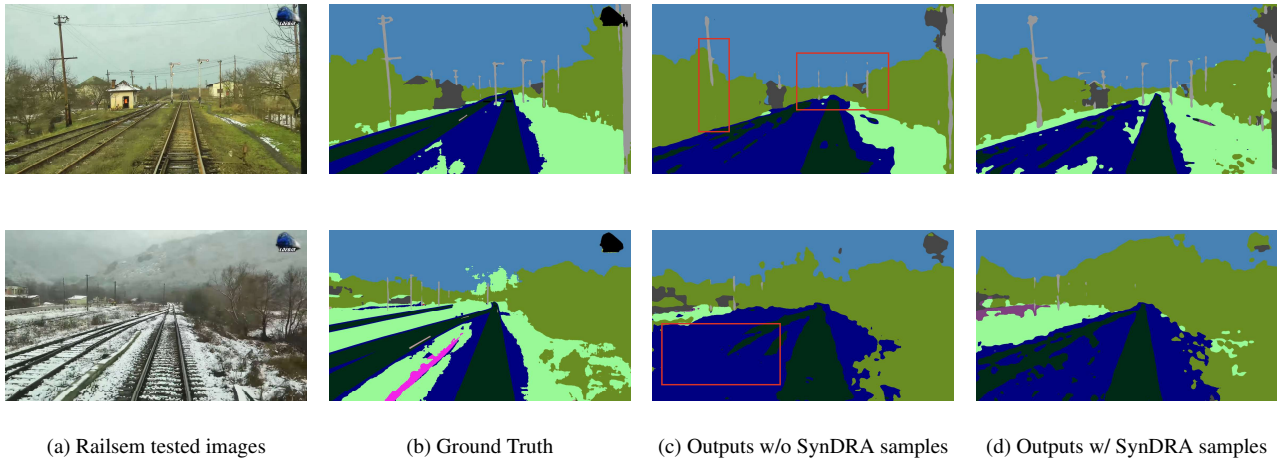 (a) Railsem tested images
(b) Ground Truth
(c) Outputs w/o SynDRA samples
(d) Outputs w/ SynDRA samples